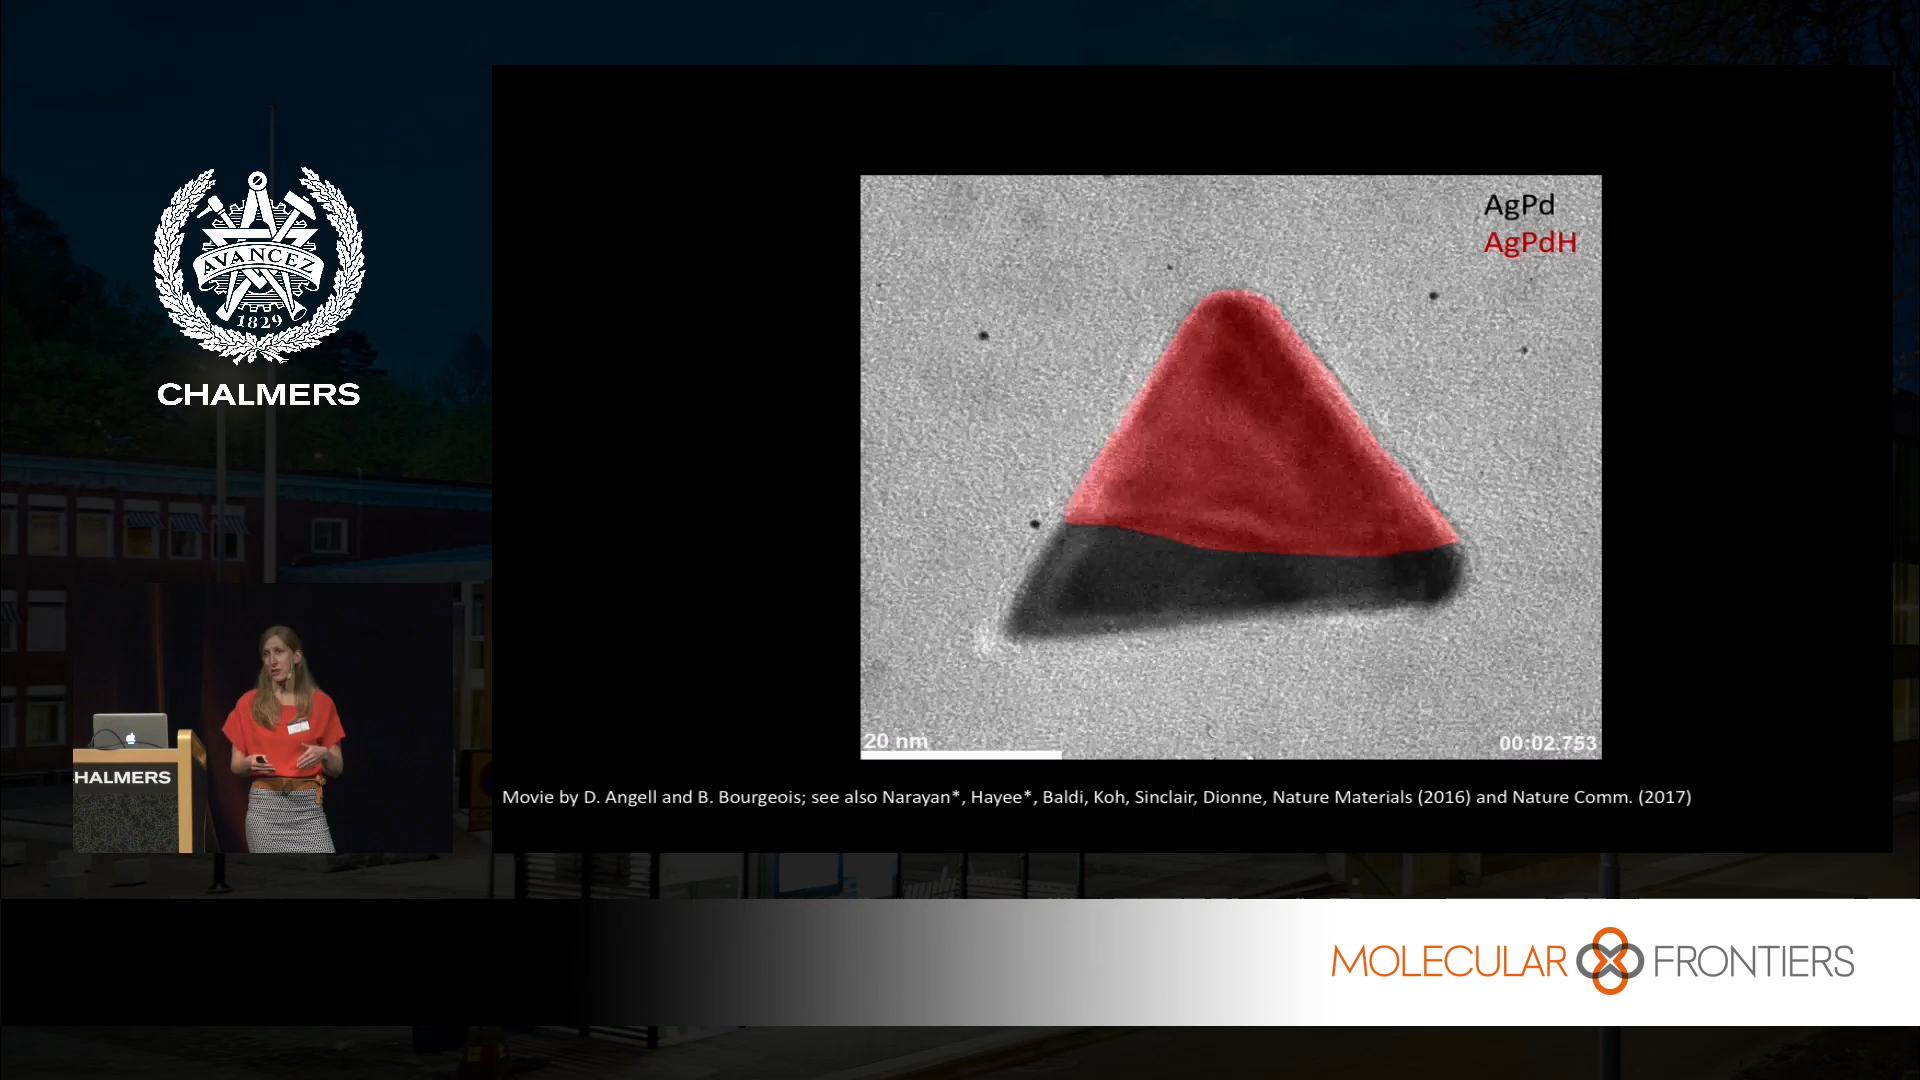 AVANCEZ
1829
CHALMERS
AgPd
AgPdH
20 nm
00:02.753
Movie by D. Angell and B. Bourgeois; see also Narayan*, Hayee*, Baldi, Koh, Sinclair, Dionne, Nature Materials (2016) and Nature Comm. (2017)
HALMERS
MOLECULAR FRONTIERS